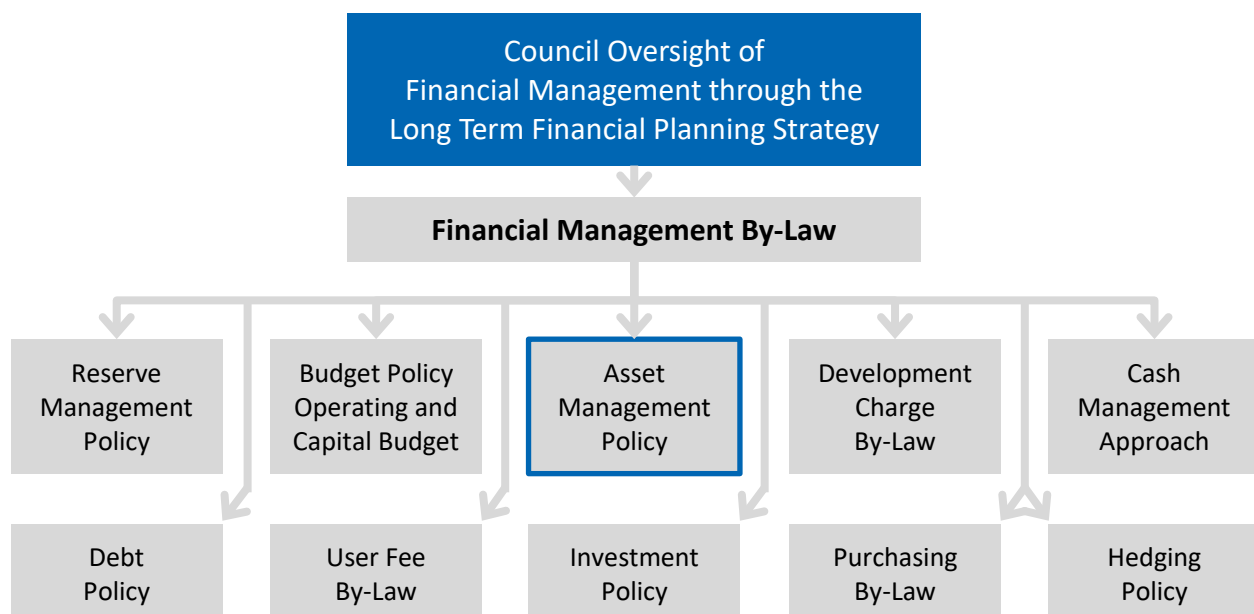 Council Oversight of
Financial Management through the
Long Term Financial Planning Strategy
Financial Management By-Law
Reserve
Management
Policy
Budget Policy
Operating and
Capital Budget
Asset
Management
Policy
Development
Charge
By-Law
Cash
Management
Approach
Debt
Policy
User Fee
By-Law
Investment
Policy
Purchasing
By-Law
Hedging
Policy